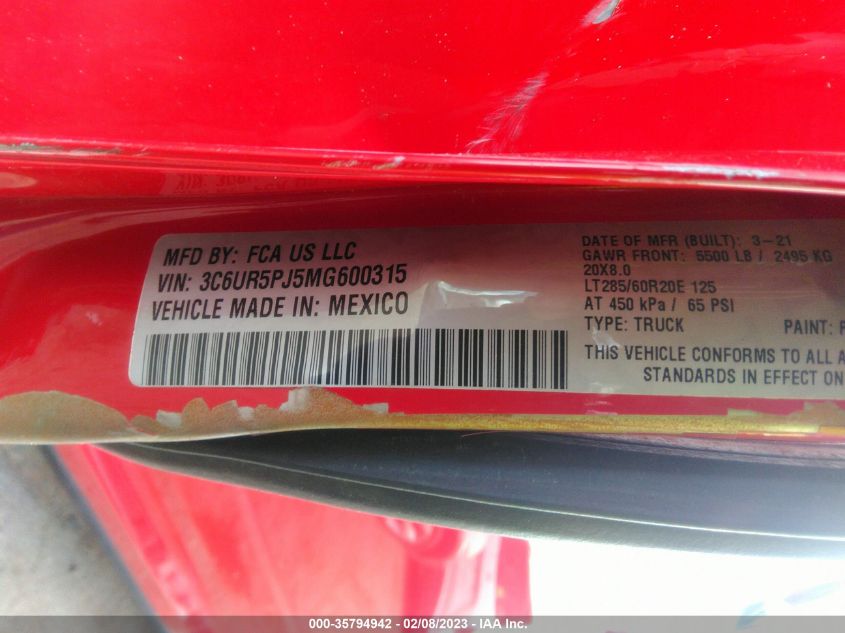 MFD BY: FCA US LLC
VIN: 3C6UR5PJ5MG600315
VEHICLE MADE IN: MEXICO
DATE OF MFR (BUILT): 3-21
GAWR FRONT: 5500 LB / 2495 KG
20X8.0
LT285/60R20E 125
AT 450 kPa / 65 PSI
TYPE: TRUCK PAINT:
THIS VEHICLE CONFORMS TO ALL A
STANDARDS IN EFFECT ON
000-35794942 - 02/08/2023 - IAA Inc.